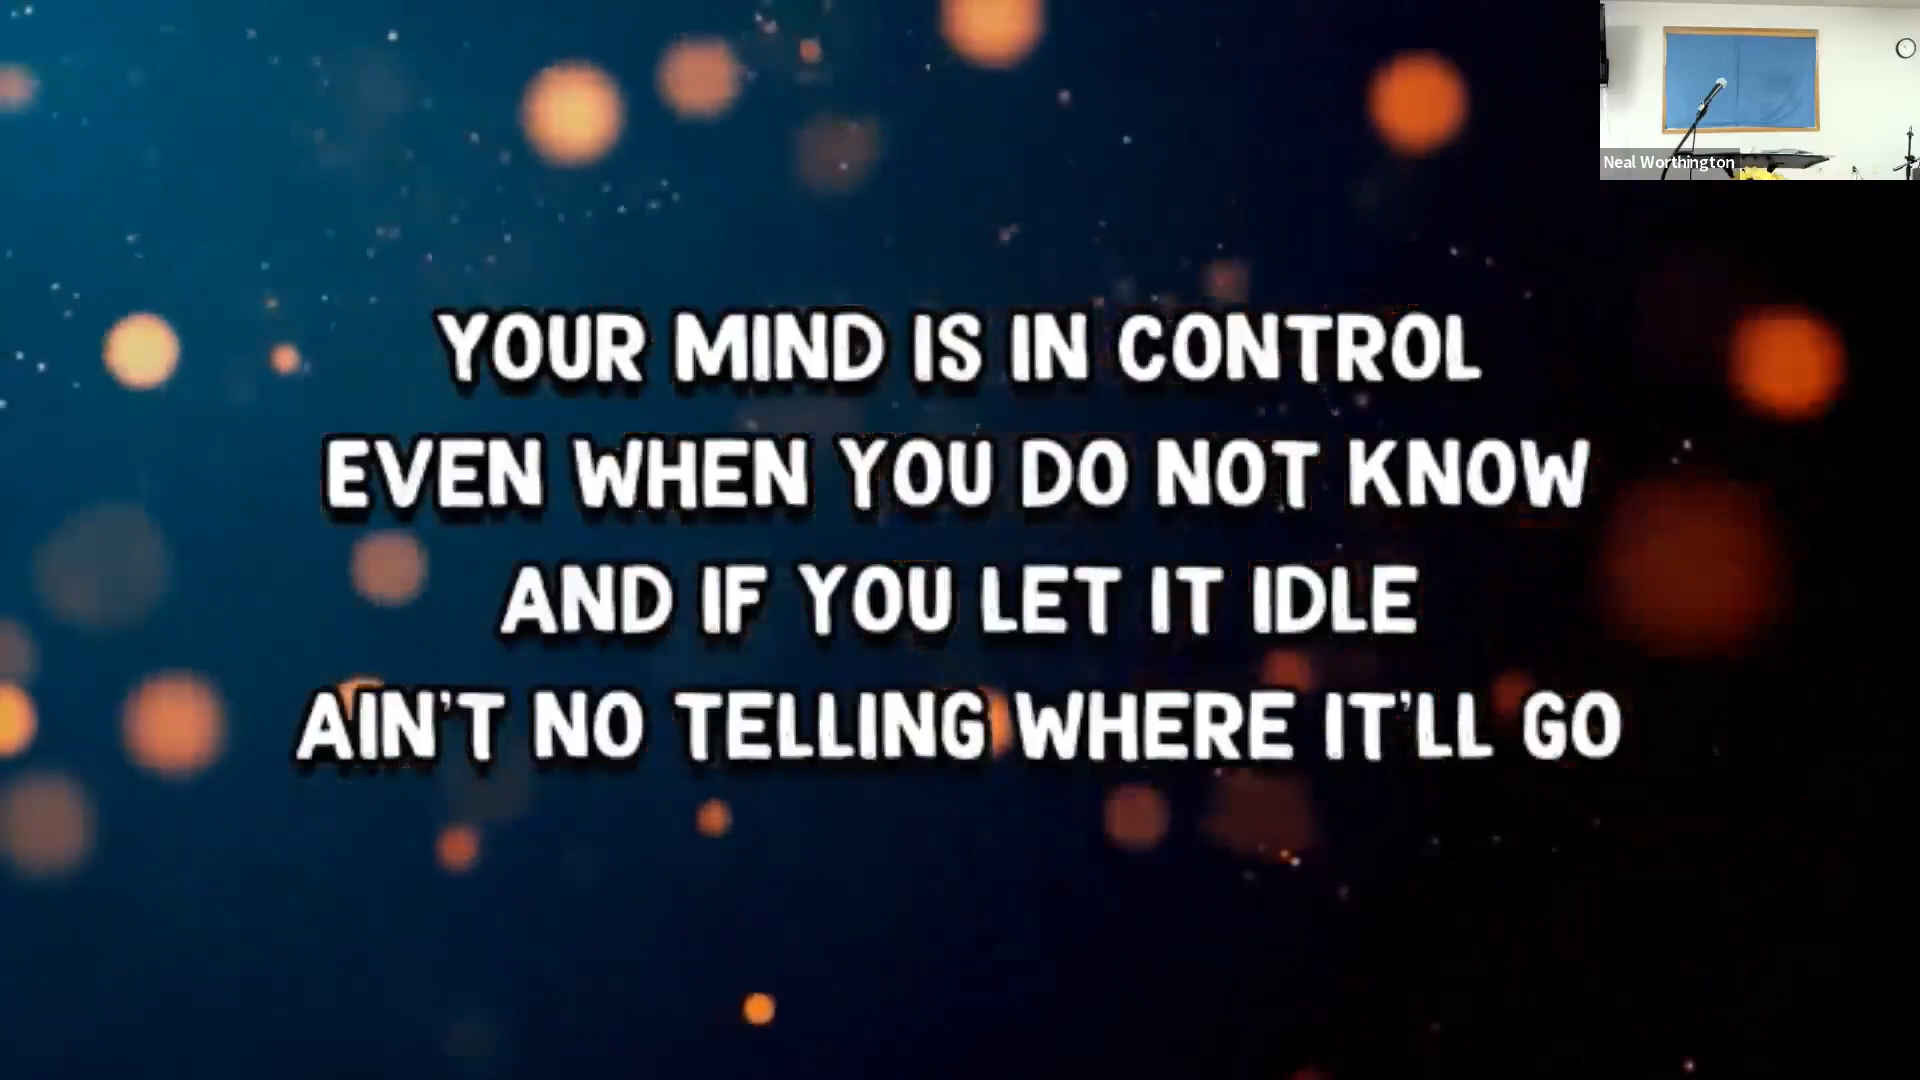 Neal Worthington
YOUR MIND IS IN CONTROL
EVEN WHEN YOU DO NOT KNOW
AND IF YOU LET IT IDLE
AIN'T NO TELLING WHERE IT'LL GO